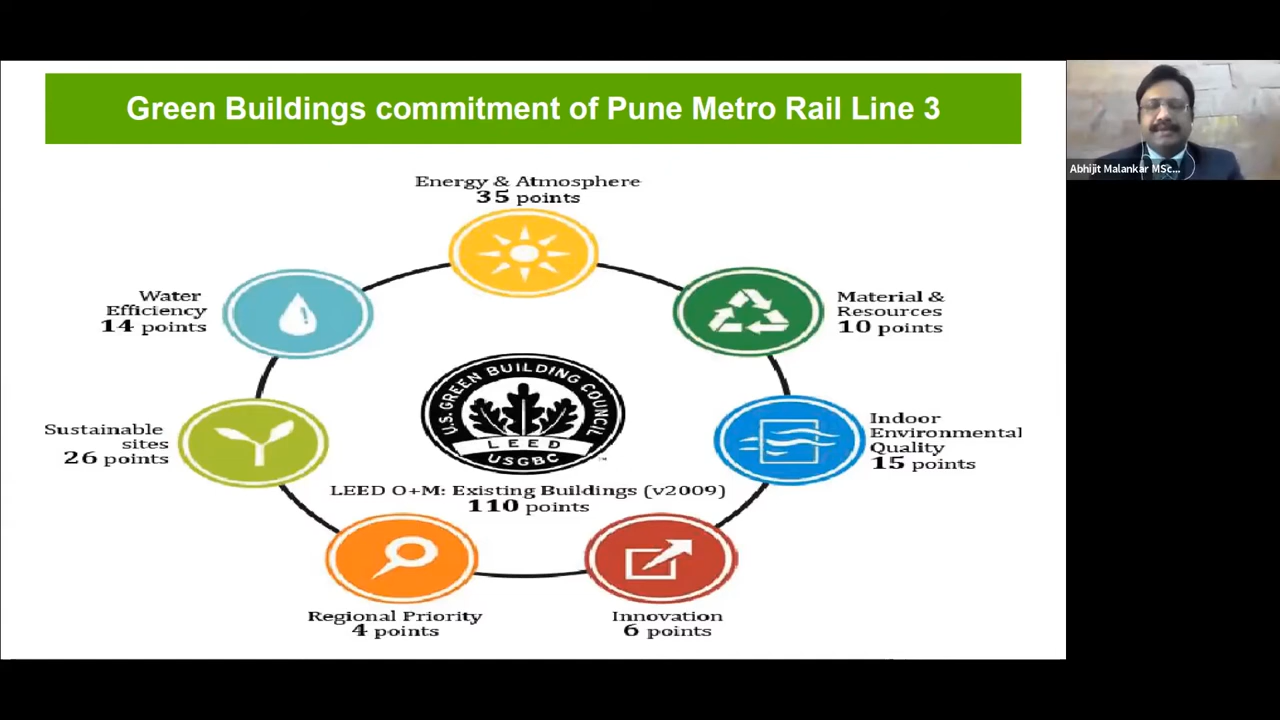 Green Buildings commitment of Pune Metro Rail Line 3
Abhijit Malankar MSc...
Energy & Atmosphere
35 points
Water
Efficiency
14 points
Material &
Resources
10 points
U.S. GREEN BUILDING COUNCIL
LEED
USGBC
TM
Sustainable
sites
26 points
Indoor
Environmental
Quality
15 points
LEED O+M: Existing Buildings (v2009)
110 points
Regional Priority
4 points
Innovation
6 points